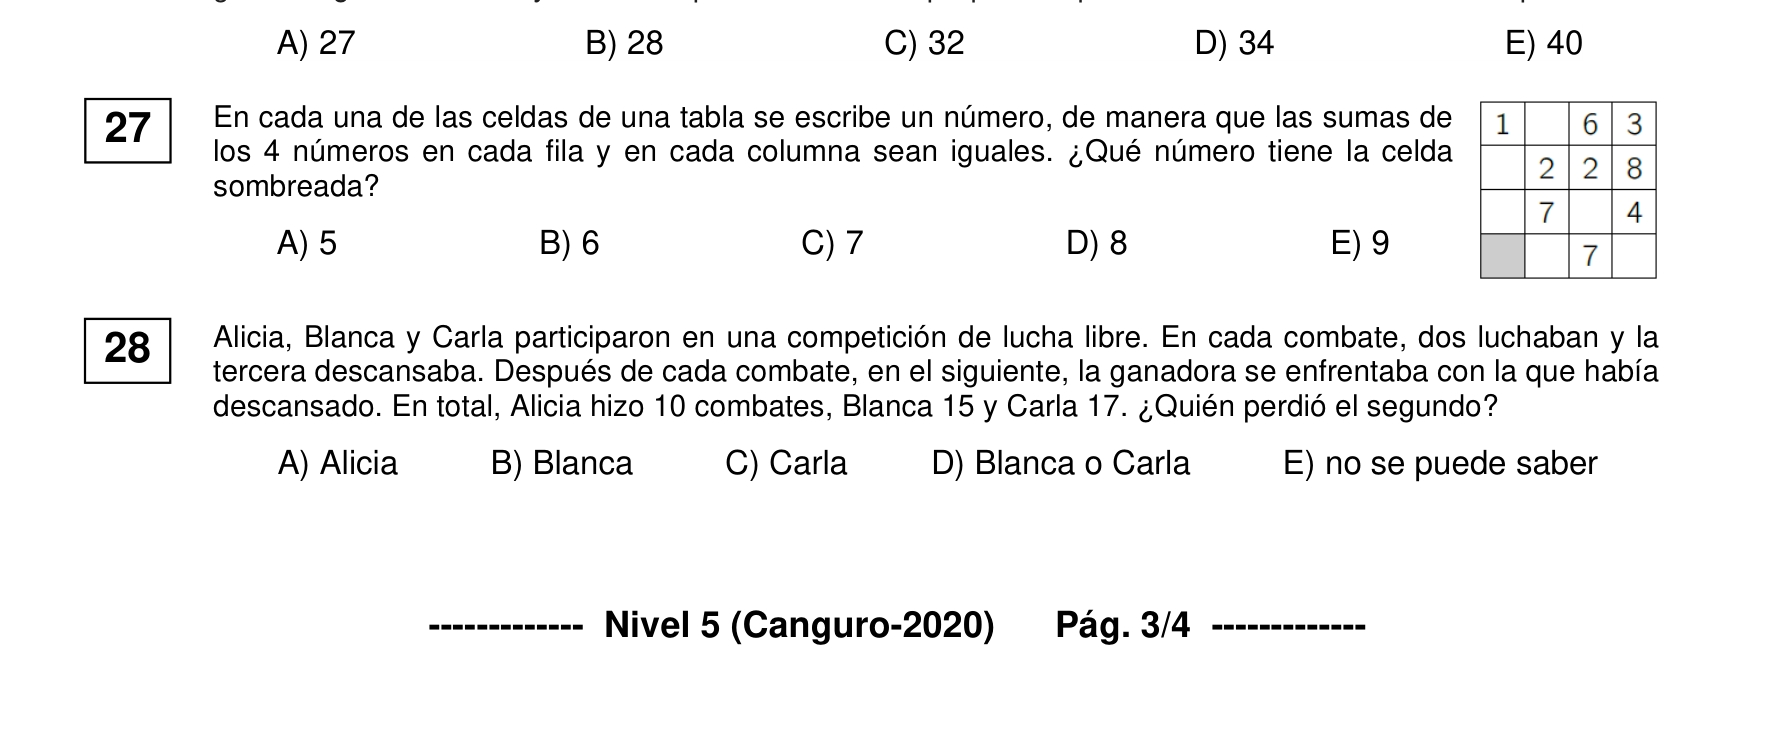 A) 27 B) 28 C) 32 D) 34 E) 40
27 En cada una de las celdas de una tabla se escribe un número, de manera que las sumas de
los 4 números en cada fila y en cada columna sean iguales. ¿Qué número tiene la celda
sombreada?
1 6 3
2 2 8
7 4
7
A) 5 B) 6 C) 7 D) 8 E) 9
28 Alicia, Blanca y Carla participaron en una competición de lucha libre. En cada combate, dos luchaban y la
tercera descansaba. Después de cada combate, en el siguiente, la ganadora se enfrentaba con la que había
descansado. En total, Alicia hizo 10 combates, Blanca 15 y Carla 17. ¿Quién perdió el segundo?
A) Alicia B) Blanca C) Carla D) Blanca o Carla E) no se puede saber
------------- Nivel 5 (Canguro-2020) Pág. 3/4 -------------